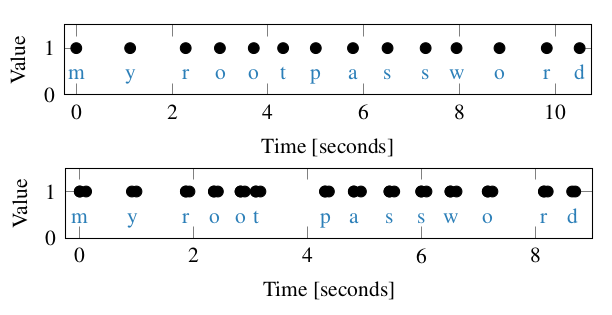 Value
1
0
m y r o o t p a s s w o r d
0 2 4 6 8 10
Time [seconds]
Value
1
0
m y r o o t p a s s w o r d
0 2 4 6 8
Time [seconds]